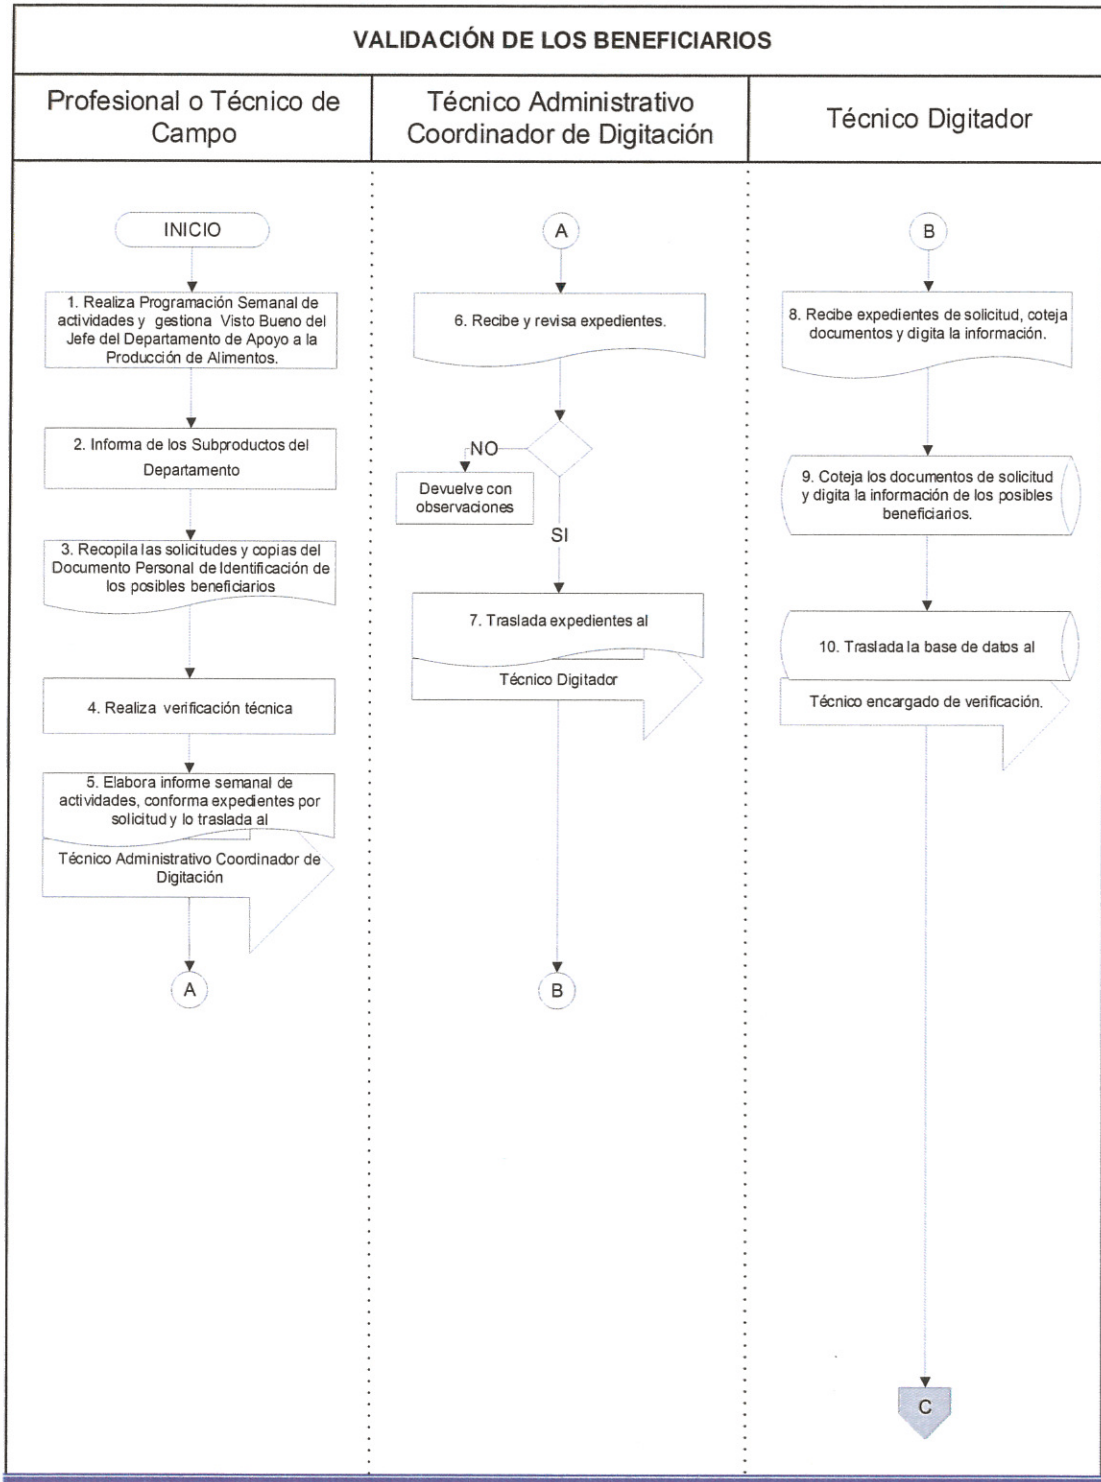 VALIDACIÓN DE LOS BENEFICIARIOS
Profesional o Técnico de
Campo
Técnico Administrativo
Coordinador de Digitación
Técnico Digitador
INICIO
1. Realiza Programación Semanal de
actividades y gestiona Visto Bueno del
Jefe del Departamento de Apoyo a la
Producción de Alimentos.
2. Informa de los Subproductos del
Departamento
3. Recopila las solicitudes y copias del
Documento Personal de Identificación de
los posibles beneficiarios
4. Realiza verificación técnica
5. Elabora informe semanal de
actividades, conforma expedientes por
solicitud y lo traslada al
Técnico Administrativo Coordinador de
Digitación
A
A
6. Recibe y revisa expedientes.
NO
Devuelve con
observaciones
SI
7. Traslada expedientes al
Técnico Digitador
B
B
8. Recibe expedientes de solicitud, coteja
documentos y digita la información.
9. Coteja los documentos de solicitud
y digita la información de los posibles
beneficiarios.
10. Traslada la base de datos al
Técnico encargado de verificación.
C